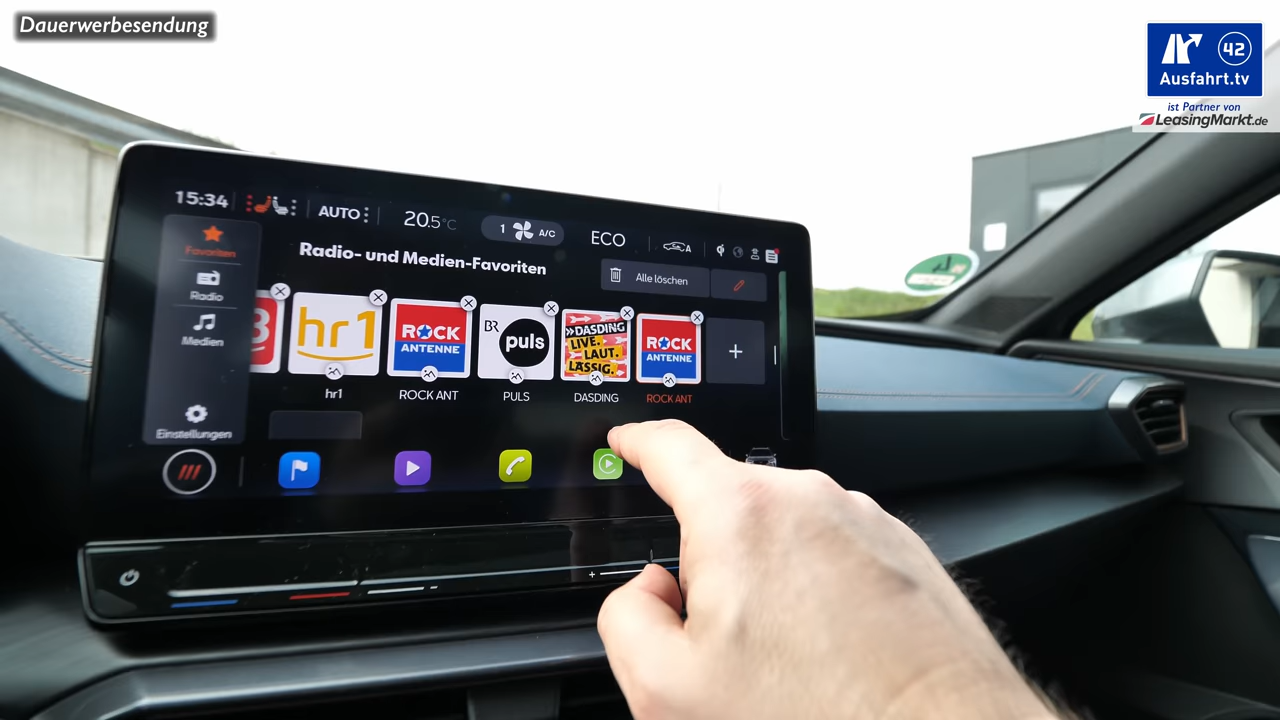 Dauerwerbesendung
42
Ausfahrt.tv
ist Partner von
LeasingMarkt.de
15:34
AUTO
20.5°C
1 A/C
ECO
A
Favoriten
Radio
Medien
Einstellungen
Radio- und Medien-Favoriten
Alle löschen
3
hr1
ROCK
ANTENNE
BR
puls
»DASDING
LIVE.
LAUT.
LÄSSIG.
ROCK
ANTENNE
+
hr1
ROCK ANT
PULS
DASDING
ROCK ANT
+
-